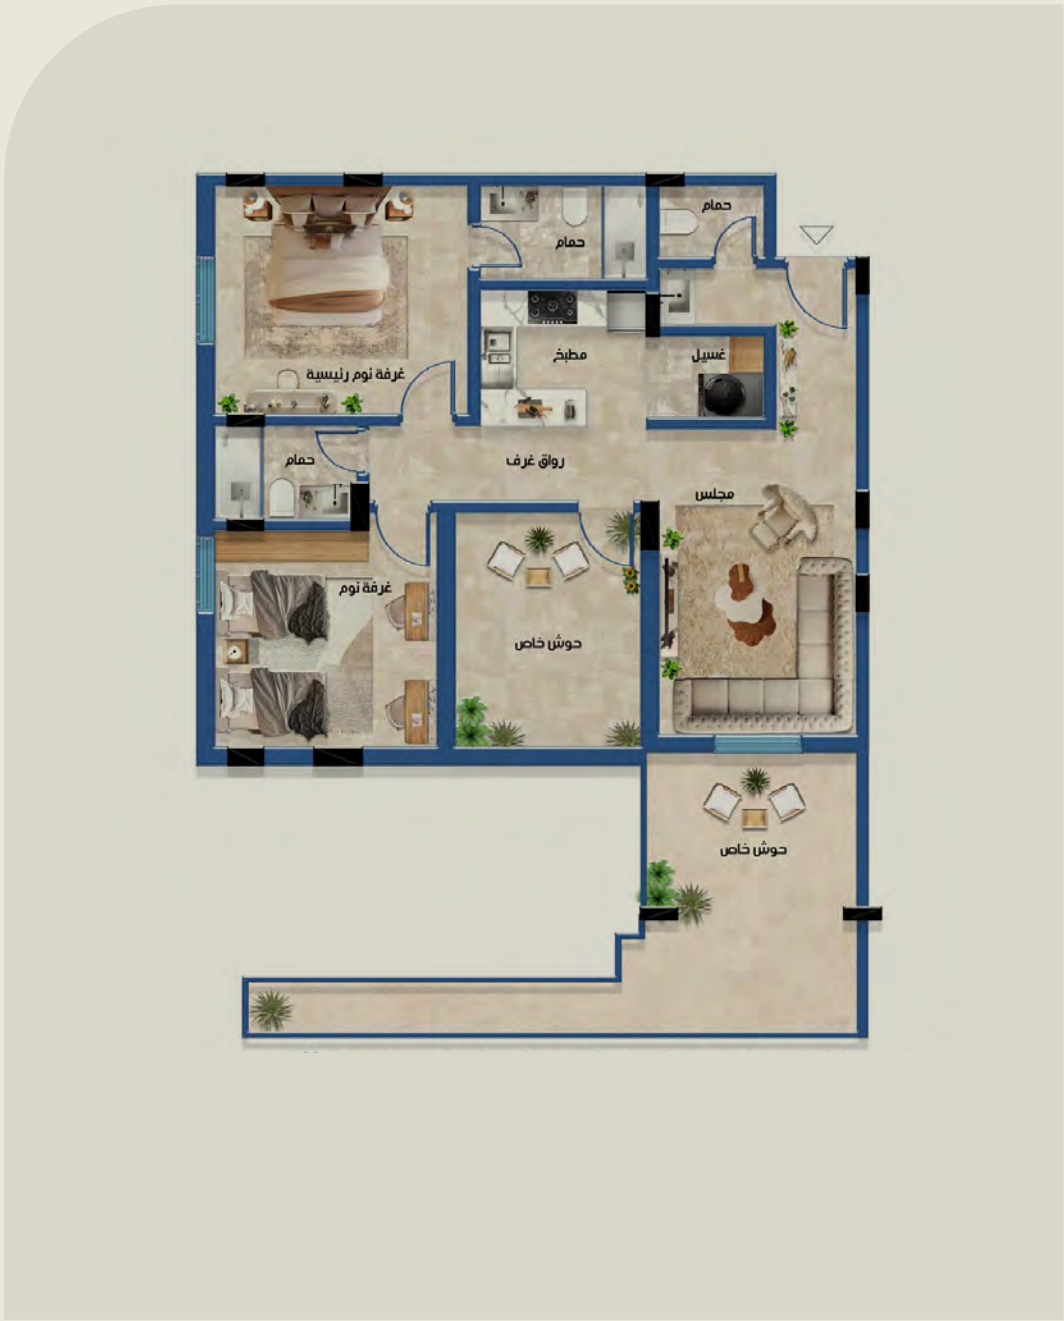 حمام
حمام
غسيل
مطبخ
غرفة نوم رئيسية
رواق غرف
حمام
مجلس
غرفة نوم
حوش خاص
حوش خاص